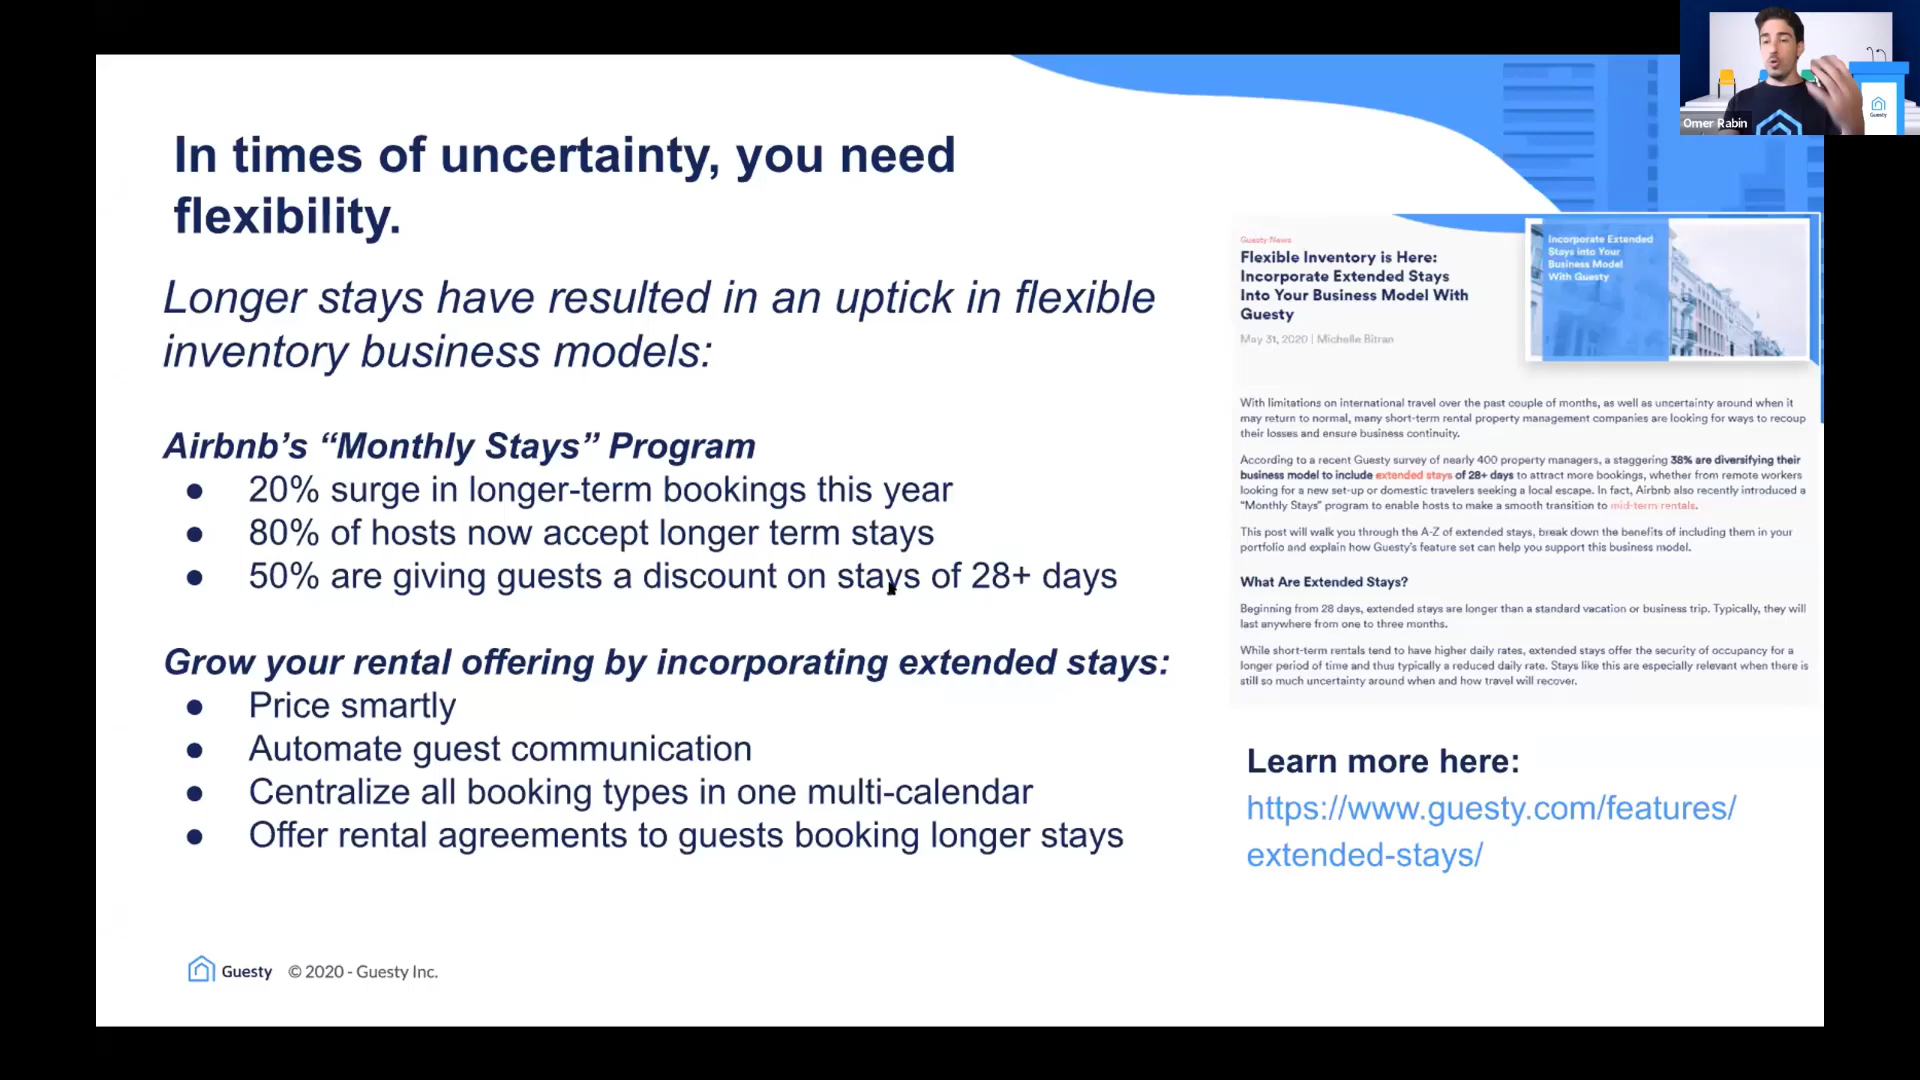 Omer Rabin
Guesty
In times of uncertainty, you need
flexibility.
Longer stays have resulted in an uptick in flexible
inventory business models:
Airbnb’s “Monthly Stays” Program
● 20% surge in longer-term bookings this year
● 80% of hosts now accept longer term stays
● 50% are giving guests a discount on stays of 28+ days
Grow your rental offering by incorporating extended stays:
● Price smartly
● Automate guest communication
● Centralize all booking types in one multi-calendar
● Offer rental agreements to guests booking longer stays
Guesty News
Flexible Inventory is Here:
Incorporate Extended Stays
Into Your Business Model With
Guesty
May 31, 2020 | Michelle Bitran
Incorporate Extended
Stays into Your
Business Model
With Guesty
With limitations on international travel over the past couple of months, as well as uncertainty around when it
may return to normal, many short-term rental property management companies are looking for ways to recoup
their losses and ensure business continuity.
According to a recent Guesty survey of nearly 400 property managers, a staggering 38% are diversifying their
business model to include extended stays of 28+ days to attract more bookings, whether from remote workers
looking for a new set-up or domestic travelers seeking a local escape. In fact, Airbnb also recently introduced a
“Monthly Stays” program to enable hosts to make a smooth transition to mid-term rentals.
This post will walk you through the A-Z of extended stays, break down the benefits of including them in your
portfolio and explain how Guesty’s feature set can help you support this business model.
What Are Extended Stays?
Beginning from 28 days, extended stays are longer than a standard vacation or business trip. Typically, they will
last anywhere from one to three months.
While short-term rentals tend to have higher daily rates, extended stays offer the security of occupancy for a
longer period of time and thus typically a reduced daily rate. Stays like this are especially relevant when there is
still so much uncertainty around when and how travel will recover.
Learn more here:
https://www.guesty.com/features/
extended-stays/
Guesty © 2020 - Guesty Inc.